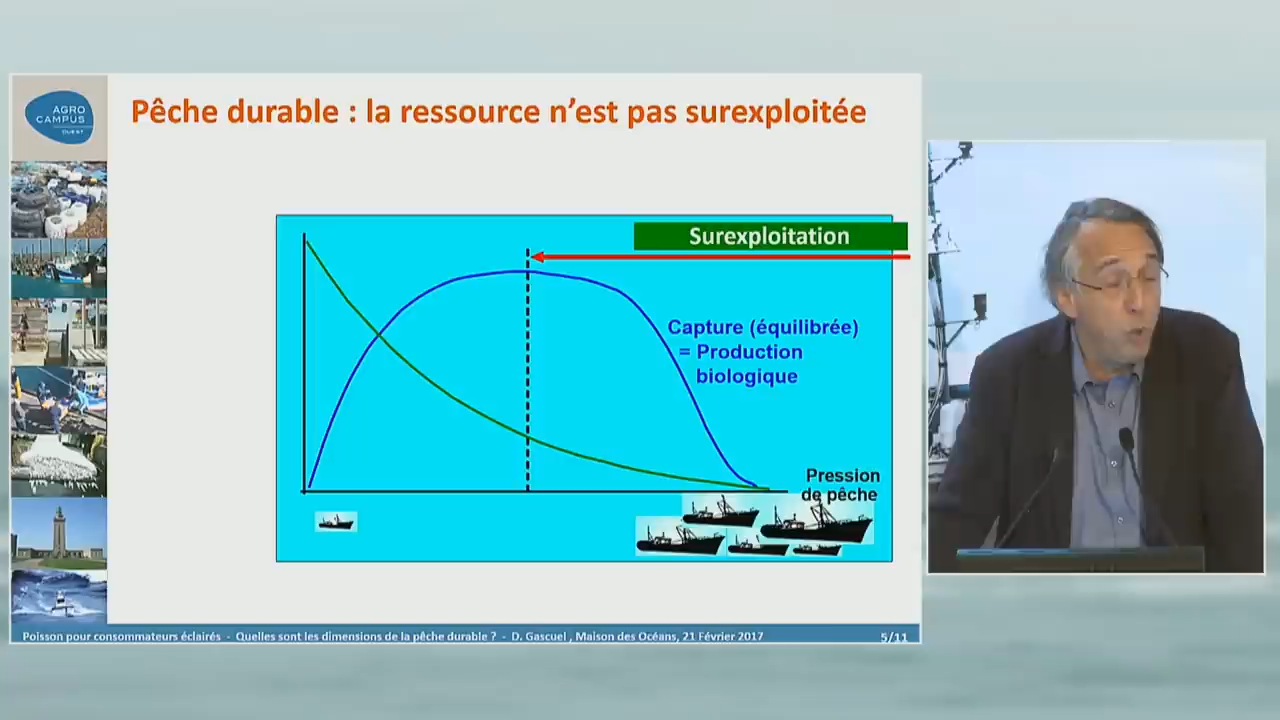 AGRO
CAMPUS
OUEST
Pêche durable : la ressource n'est pas surexploitée
Surexploitation
Capture (équilibrée)
= Production
biologique
Pression
de pêche
Poisson pour consommateurs éclairés - Quelles sont les dimensions de la pêche durable ? - D. Gascuel , Maison des Océans, 21 Février 2017
5/11